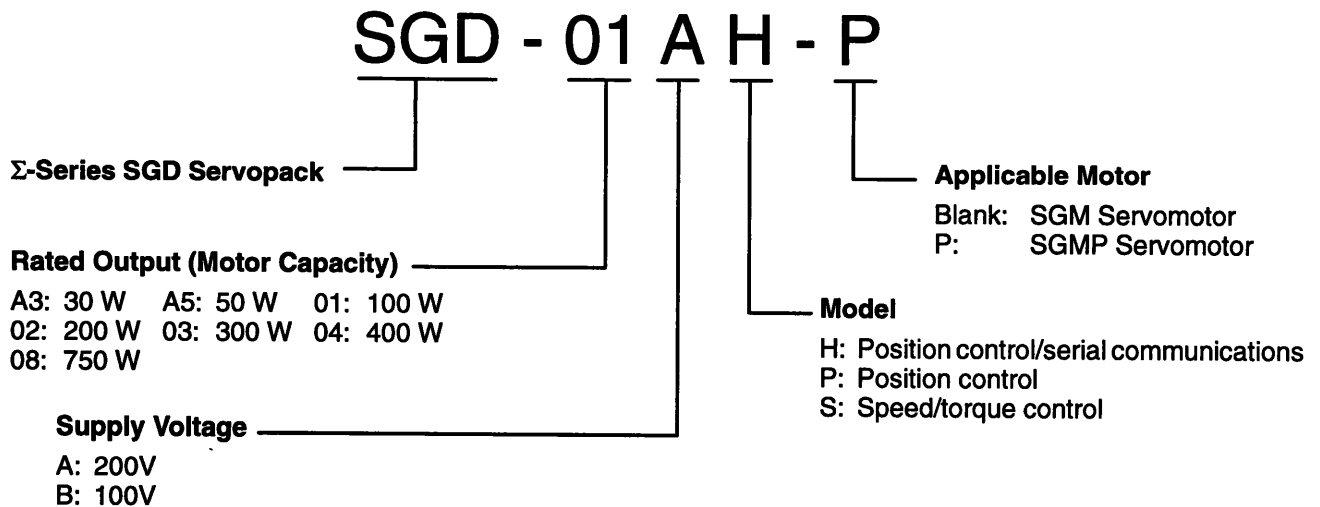 SGD - 01 A H - P
Σ-Series SGD Servopack
Applicable Motor
Blank: SGM Servomotor
P: SGMP Servomotor
Rated Output (Motor Capacity)
A3: 30 W A5: 50 W 01: 100 W
02: 200 W 03: 300 W 04: 400 W
08: 750 W
Model
H: Position control/serial communications
P: Position control
S: Speed/torque control
Supply Voltage
A: 200V
B: 100V